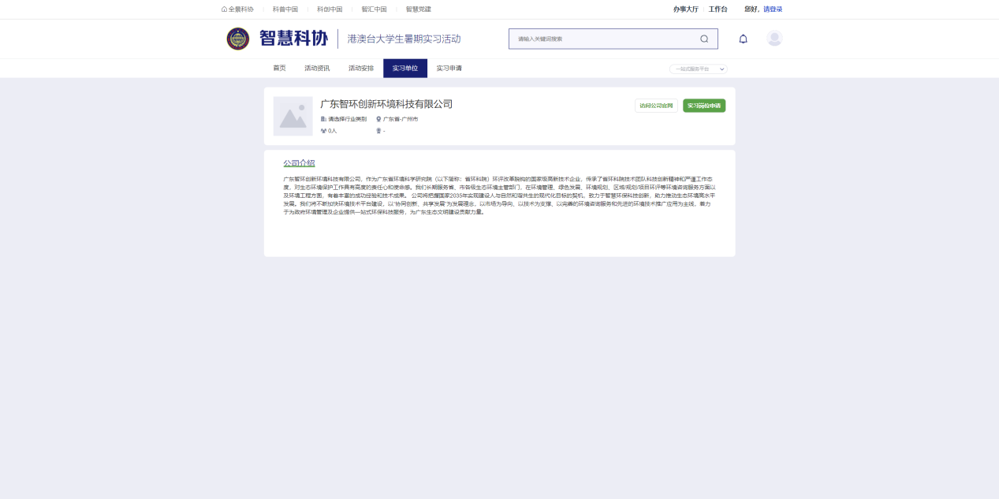 全景科协 科普中国 科创中国 智汇中国 智慧党建 办事大厅 工作台 您好，请登录
智慧科协 港澳台大学生暑期实习活动 请输入关键词搜索
首页 活动资讯 活动安排 实习单位 实习申请 一站式服务平台
广东智环创新环境科技有限公司 访问公司官网 实习岗位申请
请选择行业类别 广东省-广州市
0人 -
公司介绍
广东智环创新环境科技有限公司，作为广东省环境科学研究院（以下简称：省环科院）环评改革脱钩的国家级高新技术企业，传承了省环科院技术团队科技创新精神和严谨工作态
度，对生态环境保护工作具有高度的责任心和使命感。我们长期服务省、市各级生态环境主管部门，在环境管理、绿色发展、环境规划、区域/规划/项目环评等环境咨询服务方面以
及环境工程方面，有着丰富的成功经验和技术成果。 公司将把握国家2035年实现建设人与自然和谐共生的现代化目标的契机，致力于智慧环保科技创新，助力推动生态环境高水平
发展。我们将不断加快环境技术平台建设，以“协同创新、共享发展”为发展理念，以市场为导向、以技术为支撑、以完善的环境咨询服务和先进的环境技术推广应用为主线，着力
于为政府环境管理及企业提供一站式环保科技服务，为广东生态文明建设贡献力量。